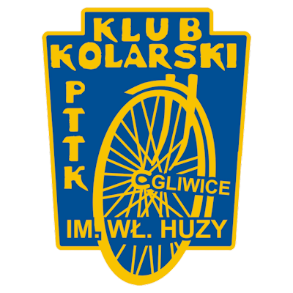 KLUB
KOLARSKI
PTTK
GLIWICE
IM. WŁ. HUZY